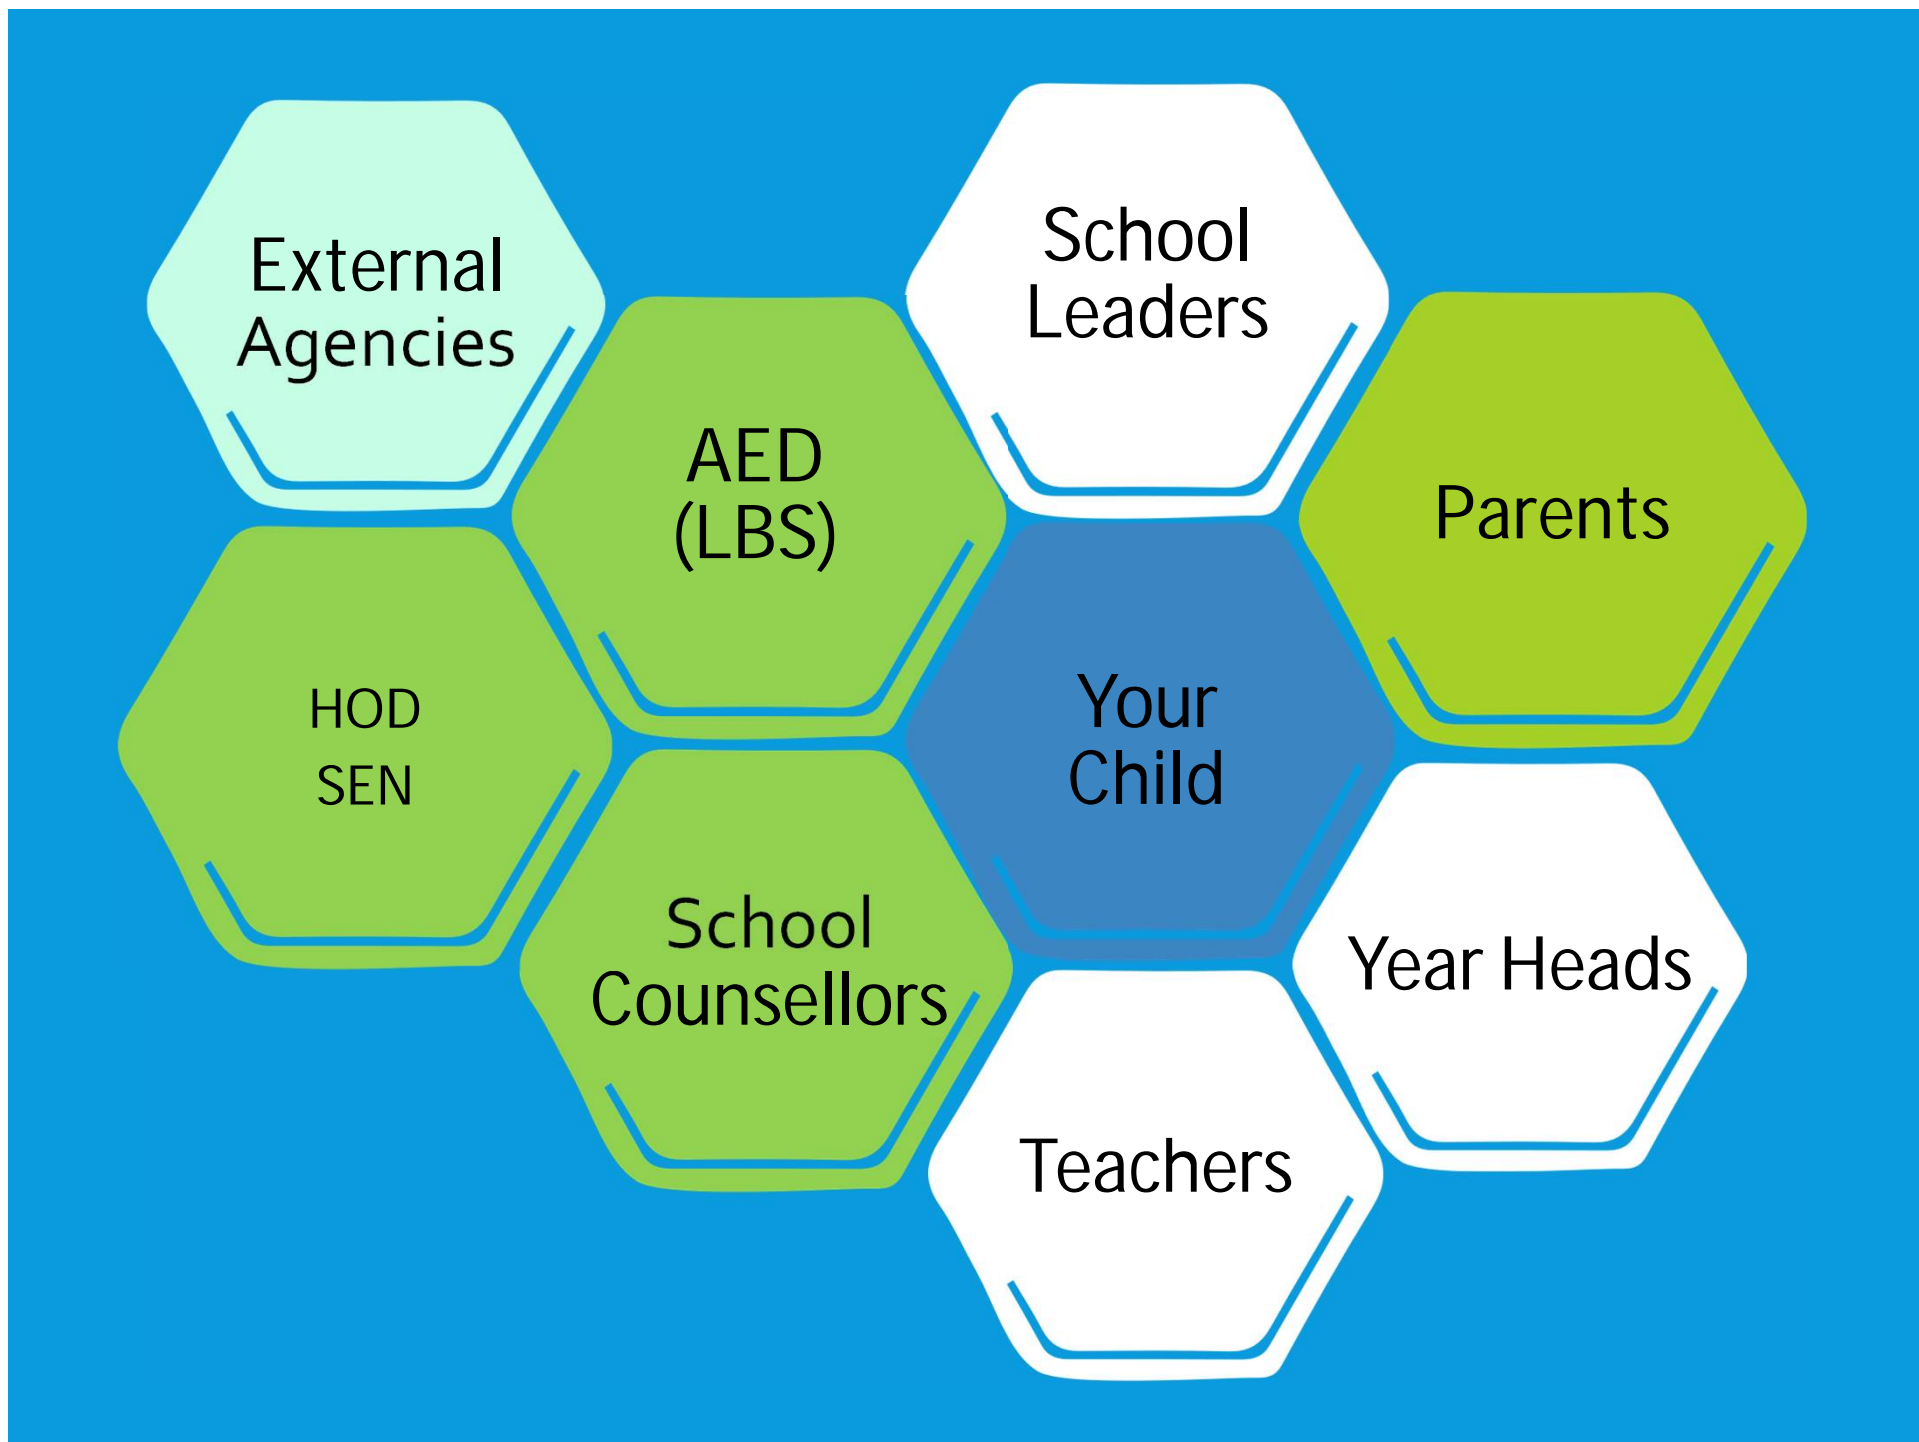 External
Agencies
School
Leaders
AED
(LBS)
Parents
HOD
SEN
Your
Child
School
Counsellors
Year Heads
Teachers